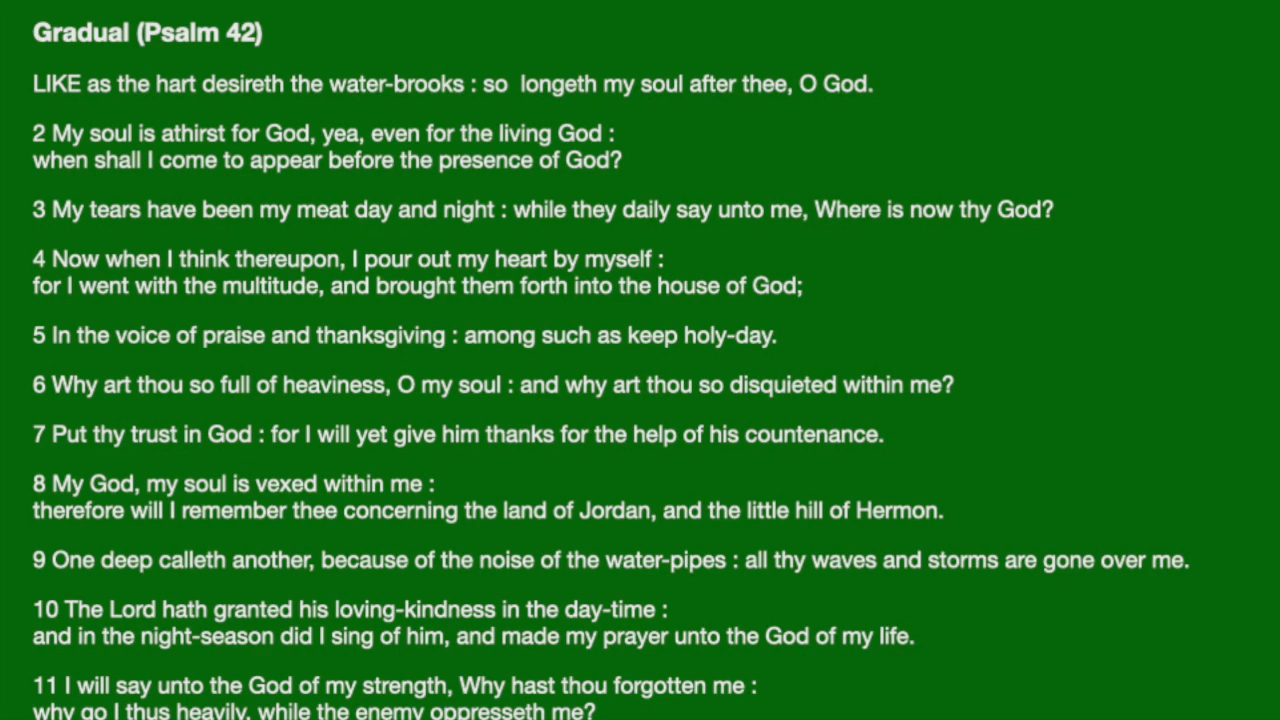 Gradual (Psalm 42)
LIKE as the hart desireth the water-brooks : so  longeth my soul after thee, O God.
2 My soul is athirst for God, yea, even for the living God :
when shall I come to appear before the presence of God?
3 My tears have been my meat day and night : while they daily say unto me, Where is now thy God?
4 Now when I think thereupon, I pour out my heart by myself :
for I went with the multitude, and brought them forth into the house of God;
5 In the voice of praise and thanksgiving : among such as keep holy-day.
6 Why art thou so full of heaviness, O my soul : and why art thou so disquieted within me?
7 Put thy trust in God : for I will yet give him thanks for the help of his countenance.
8 My God, my soul is vexed within me :
therefore will I remember thee concerning the land of Jordan, and the little hill of Hermon.
9 One deep calleth another, because of the noise of the water-pipes : all thy waves and storms are gone over me.
10 The Lord hath granted his loving-kindness in the day-time :
and in the night-season did I sing of him, and made my prayer unto the God of my life.
11 I will say unto the God of my strength, Why hast thou forgotten me :
why go I thus heavily, while the enemy oppresseth me?